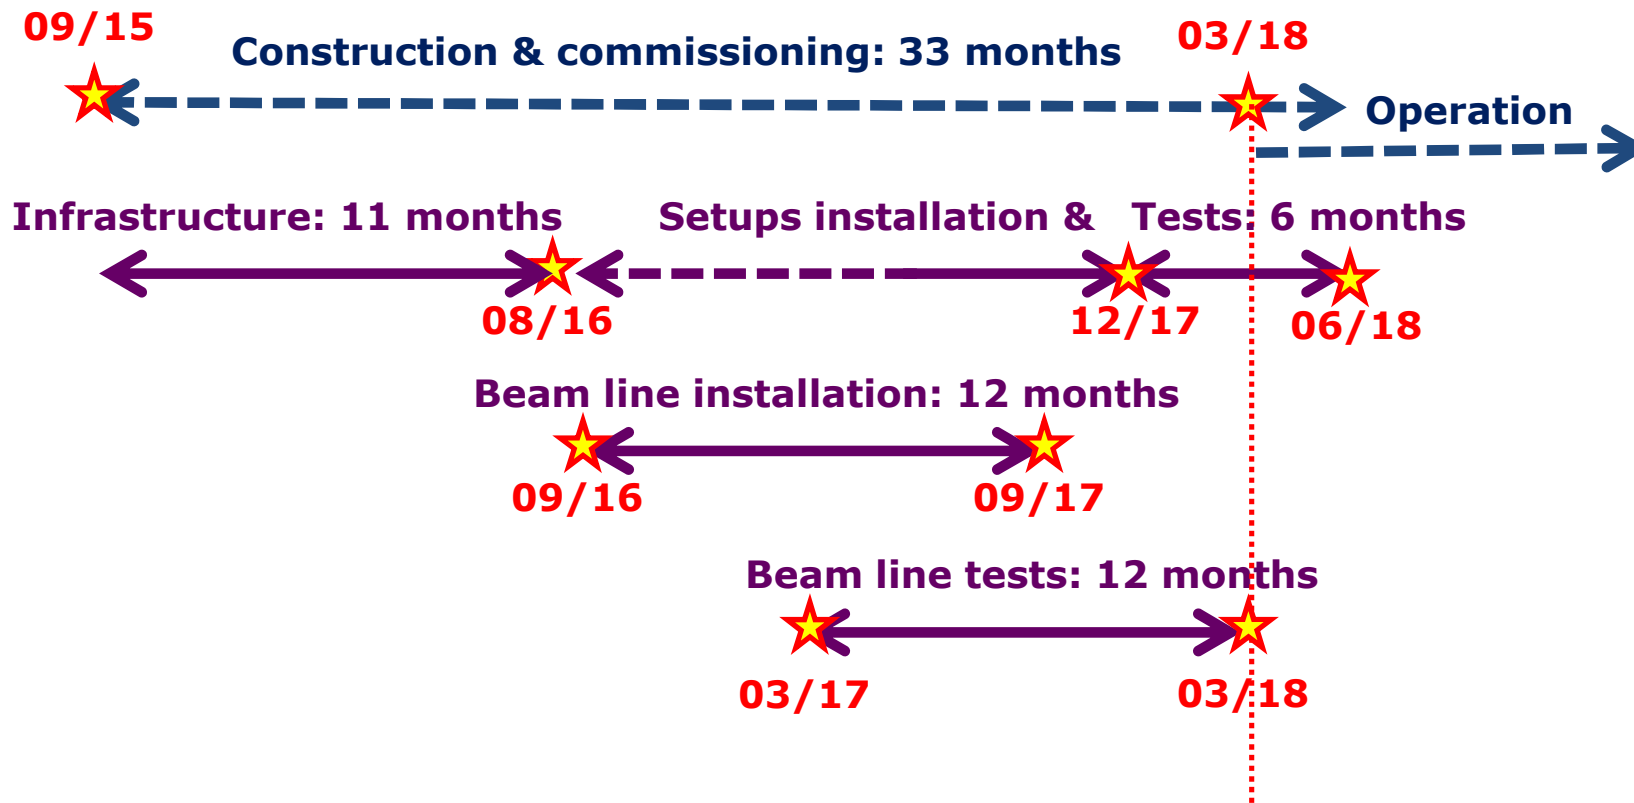 09/15
Construction & commissioning: 33 months
03/18
Operation
Infrastructure: 11 months
Setups installation & Tests: 6 months
08/16
12/17
06/18
Beam line installation: 12 months
09/16
09/17
Beam line tests: 12 months
03/17
03/18